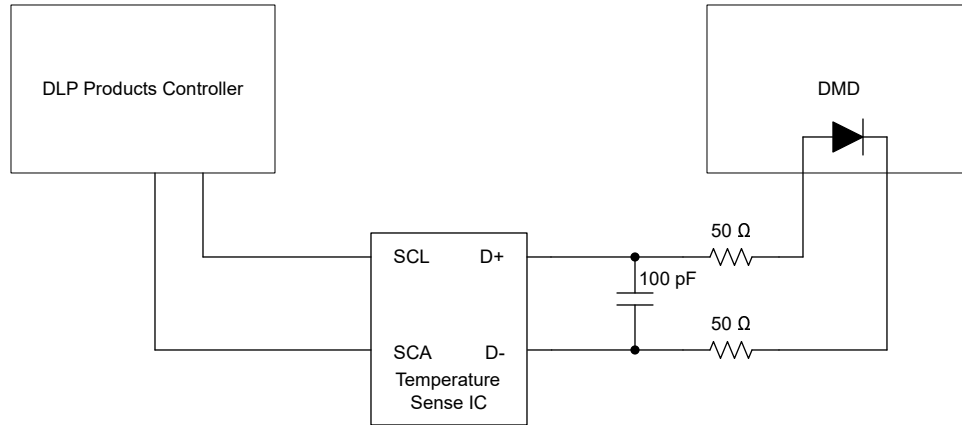 DLP Products Controller
DMD
50 Ω
SCL D+
100 pF
50 Ω
SCA D-
Temperature
Sense IC